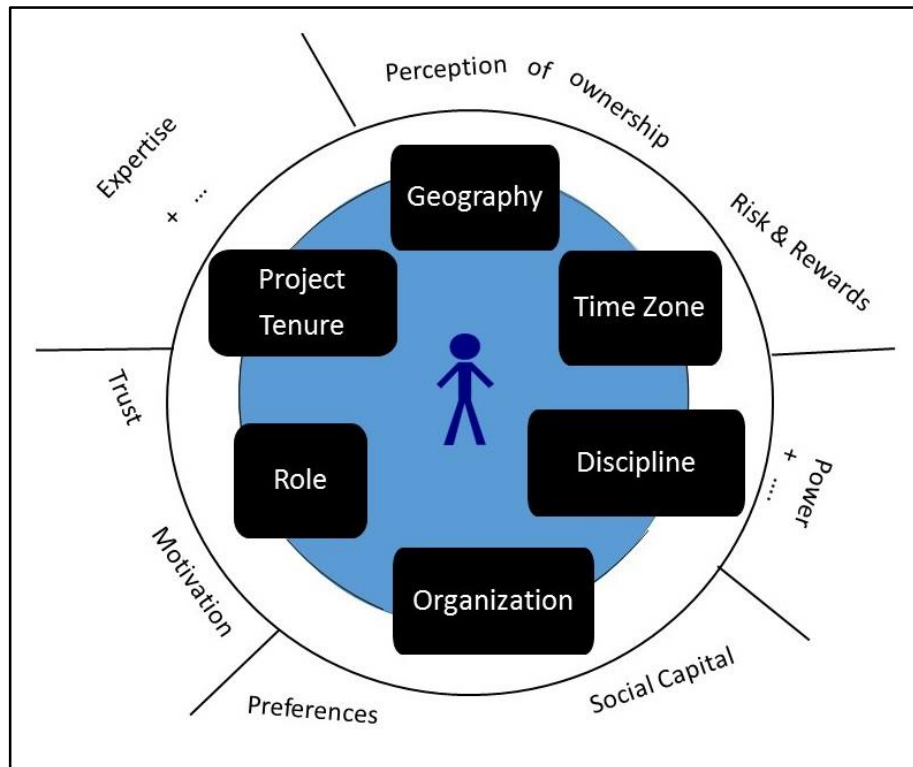 Perception of ownership
Expertise
+ ...
Risk & Rewards
Geography
Project
Tenure
Time Zone
Trust
Role
Discipline
Power
+ ....
Motivation
Organization
Preferences
Social Capital